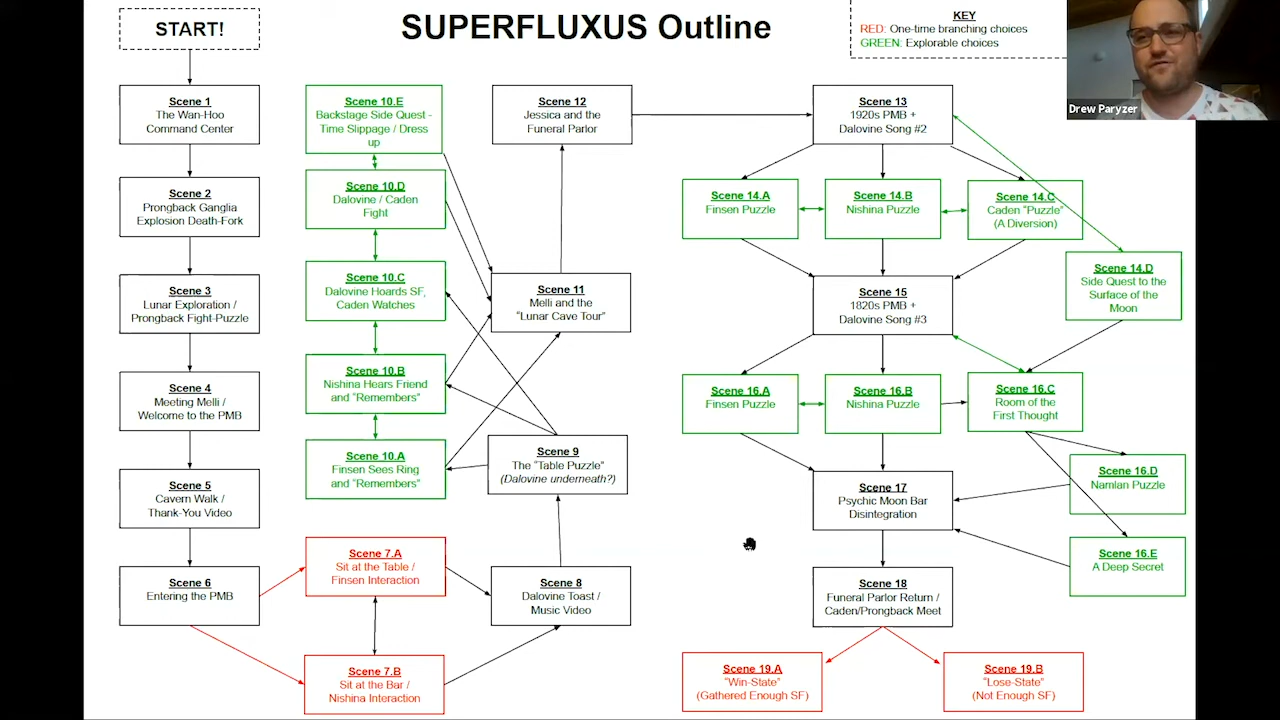 SUPERFLUXUS Outline
KEY
RED: One-time branching choices
GREEN: Explorable choices
Drew Paryzer
START!
Scene 1
The Wan-Hoo
Command Center
Scene 2
Prongback Ganglia
Explosion Death-Fork
Scene 3
Lunar Exploration /
Prongback Fight-Puzzle
Scene 4
Meeting Melli /
Welcome to the PMB
Scene 5
Cavern Walk /
Thank-You Video
Scene 6
Entering the PMB
Scene 10.E
Backstage Side Quest -
Time Slippage / Dress
up
Scene 10.D
Dalovine / Caden
Fight
Scene 10.C
Dalovine Hoards SF,
Caden Watches
Scene 10.B
Nishina Hears Friend
and "Remembers"
Scene 10.A
Finsen Sees Ring
and "Remembers"
Scene 7.A
Sit at the Table /
Finsen Interaction
Scene 7.B
Sit at the Bar /
Nishina Interaction
Scene 12
Jessica and the
Funeral Parlor
Scene 11
Melli and the
"Lunar Cave Tour"
Scene 9
The "Table Puzzle"
(Dalovine underneath?)
Scene 8
Dalovine Toast /
Music Video
Scene 13
1920s PMB +
Dalovine Song #2
Scene 14.A
Finsen Puzzle
Scene 14.B
Nishina Puzzle
Scene 14.C
Caden "Puzzle"
(A Diversion)
Scene 14.D
Side Quest to the
Surface of the
Moon
Scene 15
1820s PMB +
Dalovine Song #3
Scene 16.A
Finsen Puzzle
Scene 16.B
Nishina Puzzle
Scene 16.C
Room of the
First Thought
Scene 16.D
Namlan Puzzle
Scene 16.E
A Deep Secret
Scene 17
Psychic Moon Bar
Disintegration
Scene 18
Funeral Parlor Return /
Caden/Prongback Meet
Scene 19.A
"Win-State"
(Gathered Enough SF)
Scene 19.B
"Lose-State"
(Not Enough SF)